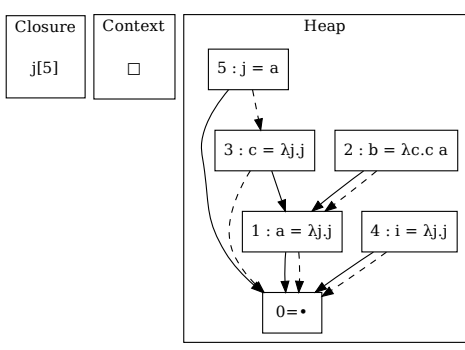 Closure
j[5]
Context
□
Heap
5 : j = a
3 : c = λj.j
2 : b = λc.c a
1 : a = λj.j
4 : i = λj.j
0=•